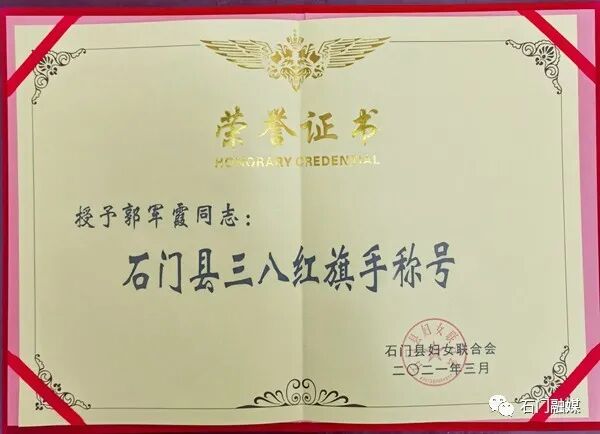 荣誉证书
HONORARY CREDENTIAL
授予郭军霞同志：
石门县三八红旗手称号
石门县妇女联合会
二〇二一年三月
石门融媒